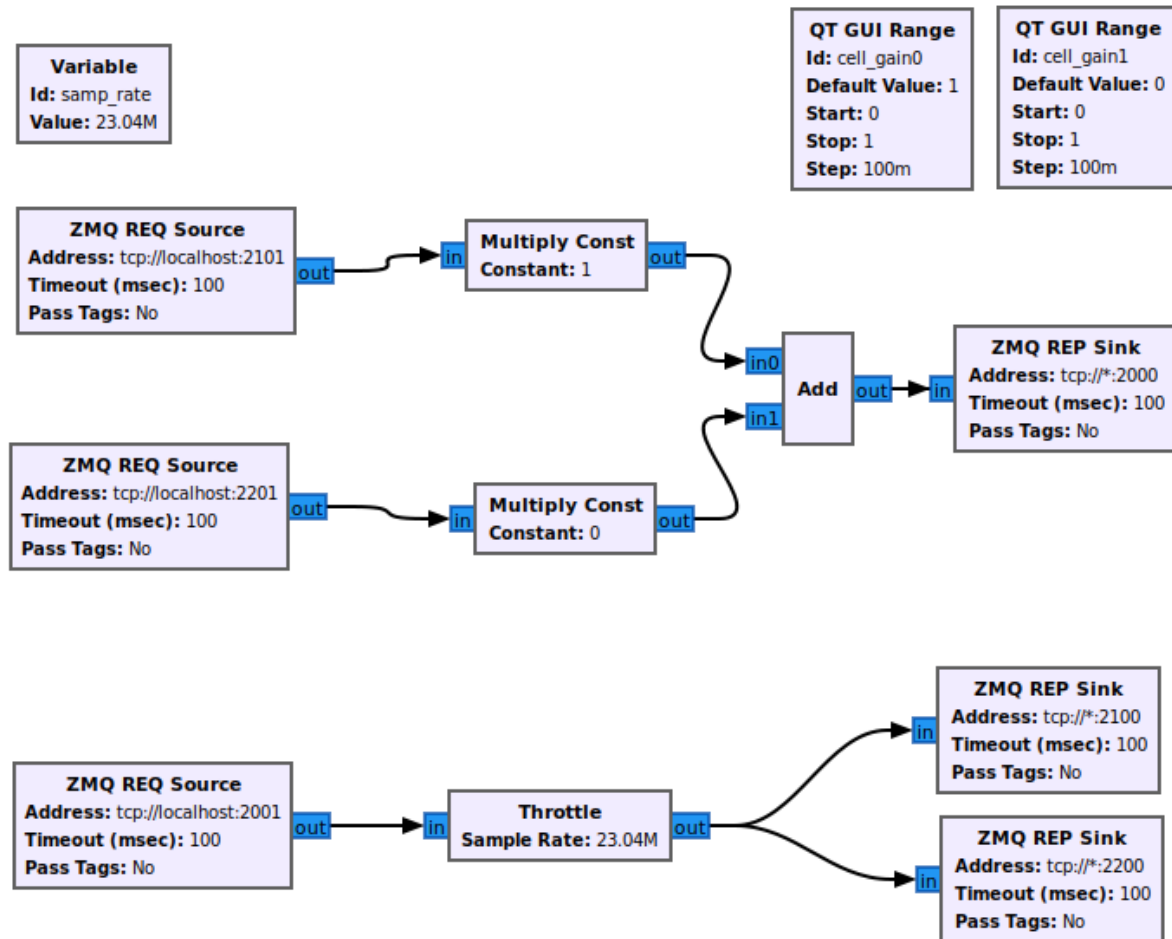 Variable
Id: samp_rate
Value: 23.04M
QT GUI Range
Id: cell_gain0
Default Value: 1
Start: 0
Stop: 1
Step: 100m
QT GUI Range
Id: cell_gain1
Default Value: 0
Start: 0
Stop: 1
Step: 100m
ZMQ REQ Source
Address: tcp://localhost:2101
Timeout (msec): 100
Pass Tags: No
out
in
Multiply Const
Constant: 1
out
ZMQ REQ Source
Address: tcp://localhost:2201
Timeout (msec): 100
Pass Tags: No
out
in
Multiply Const
Constant: 0
out
in0
in1
Add
out
in
ZMQ REP Sink
Address: tcp://*:2000
Timeout (msec): 100
Pass Tags: No
ZMQ REQ Source
Address: tcp://localhost:2001
Timeout (msec): 100
Pass Tags: No
out
in
Throttle
Sample Rate: 23.04M
out
in
ZMQ REP Sink
Address: tcp://*:2100
Timeout (msec): 100
Pass Tags: No
in
ZMQ REP Sink
Address: tcp://*:2200
Timeout (msec): 100
Pass Tags: No